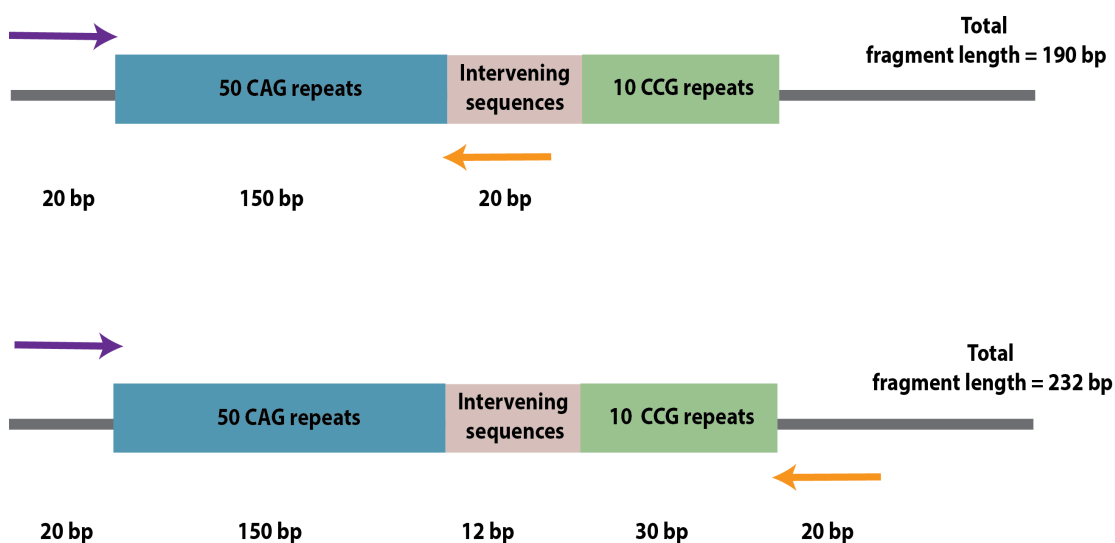 Total
fragment length = 190 bp
50 CAG repeats
Intervening
sequences
10 CCG repeats
20 bp
150 bp
20 bp
Total
fragment length = 232 bp
50 CAG repeats
Intervening
sequences
10 CCG repeats
20 bp
150 bp
12 bp
30 bp
20 bp